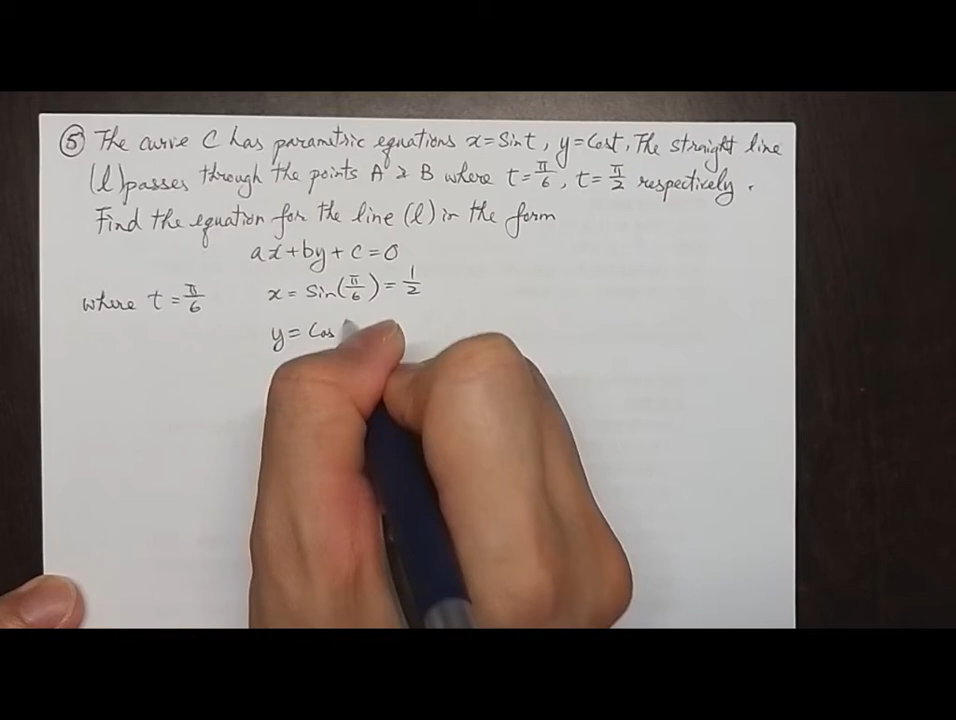 ⑤ The curve C has parametric equations x = Sin t, y = Cos t, The straight line
(l) passes through the points A & B where t = π/6, t = π/2 respectively.
Find the equation for the line (l) in the form
ax + by + c = 0
where t = π/6 x = Sin(π/6) = 1/2
y = Cos